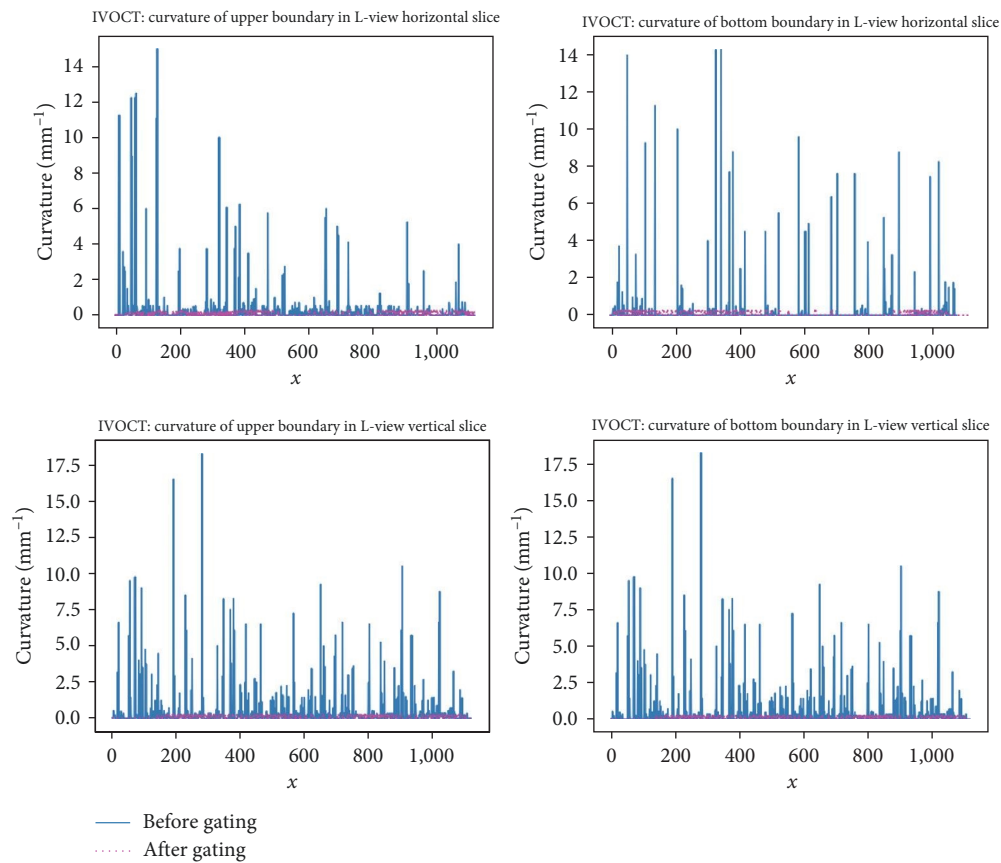 IVOCT: curvature of upper boundary in L-view horizontal slice
14
12
10
8
6
4
2
0
Curvature (mm⁻¹)
0 200 400 600 800 1,000
x
IVOCT: curvature of bottom boundary in L-view horizontal slice
14
12
10
8
6
4
2
0
Curvature (mm⁻¹)
0 200 400 600 800 1,000
x
IVOCT: curvature of upper boundary in L-view vertical slice
17.5
15.0
12.5
10.0
7.5
5.0
2.5
0.0
Curvature (mm⁻¹)
0 200 400 600 800 1,000
x
IVOCT: curvature of bottom boundary in L-view vertical slice
17.5
15.0
12.5
10.0
7.5
5.0
2.5
0.0
Curvature (mm⁻¹)
0 200 400 600 800 1,000
x
Before gating
After gating